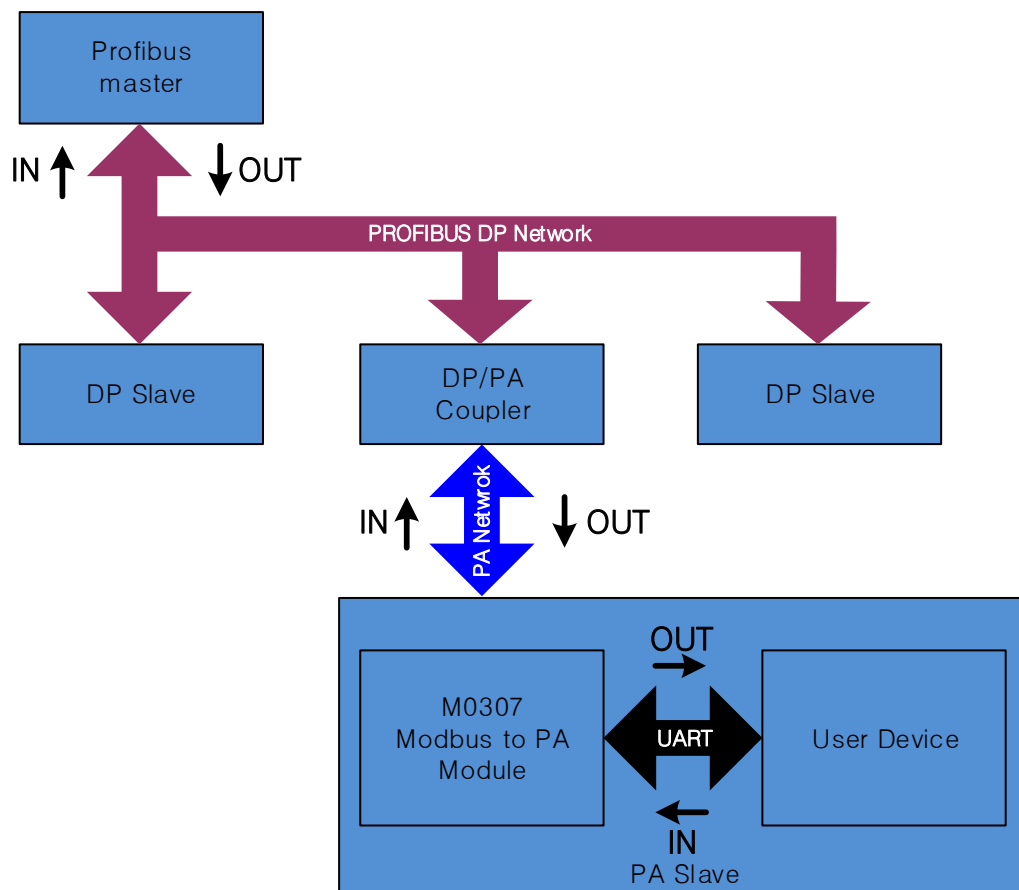 Profibus
master
IN
OUT
PROFIBUS DP Network
DP Slave
DP/PA
Coupler
DP Slave
IN
PA Netwrok
OUT
OUT
M0307
Modbus to PA
Module
UART
User Device
IN
PA Slave